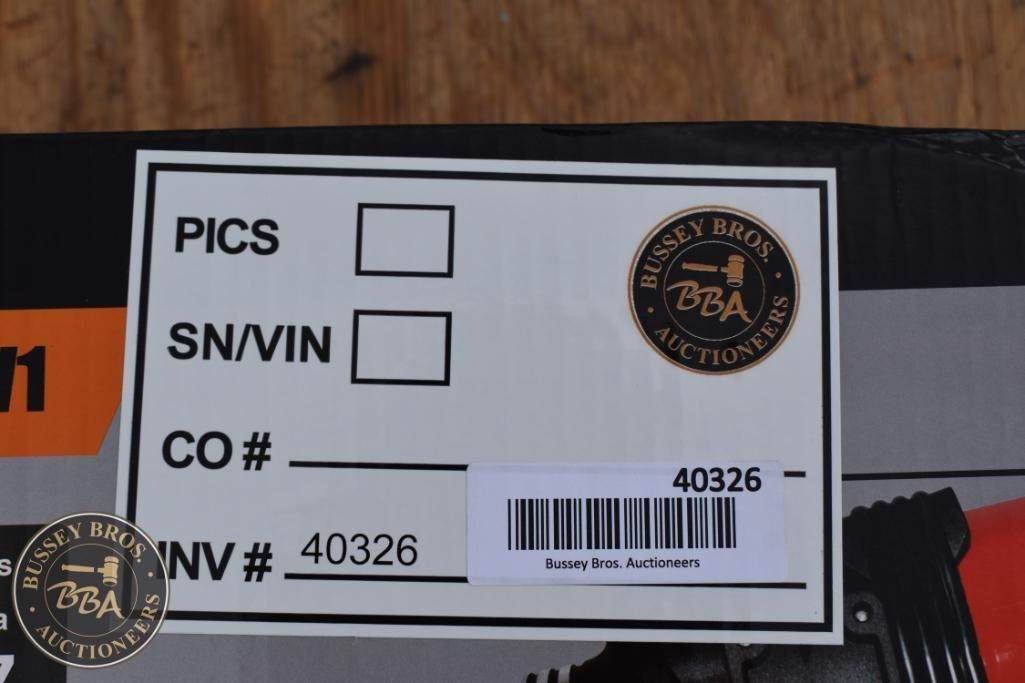 PICS
BUSSEY BROS.
BBA
AUCTIONEERS
SN/VIN
CO #
40326
INV # 40326
Bussey Bros. Auctioneers
BUSSEY BROS.
BBA
AUCTIONEERS